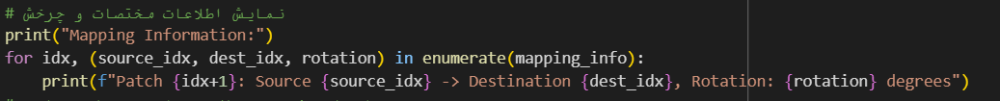 # نمایش اطلاعات مختصات و چرخش
print("Mapping Information:")
for idx, (source_idx, dest_idx, rotation) in enumerate(mapping_info):
    print(f"Patch {idx+1}: Source {source_idx} -> Destination {dest_idx}, Rotation: {rotation} degrees")